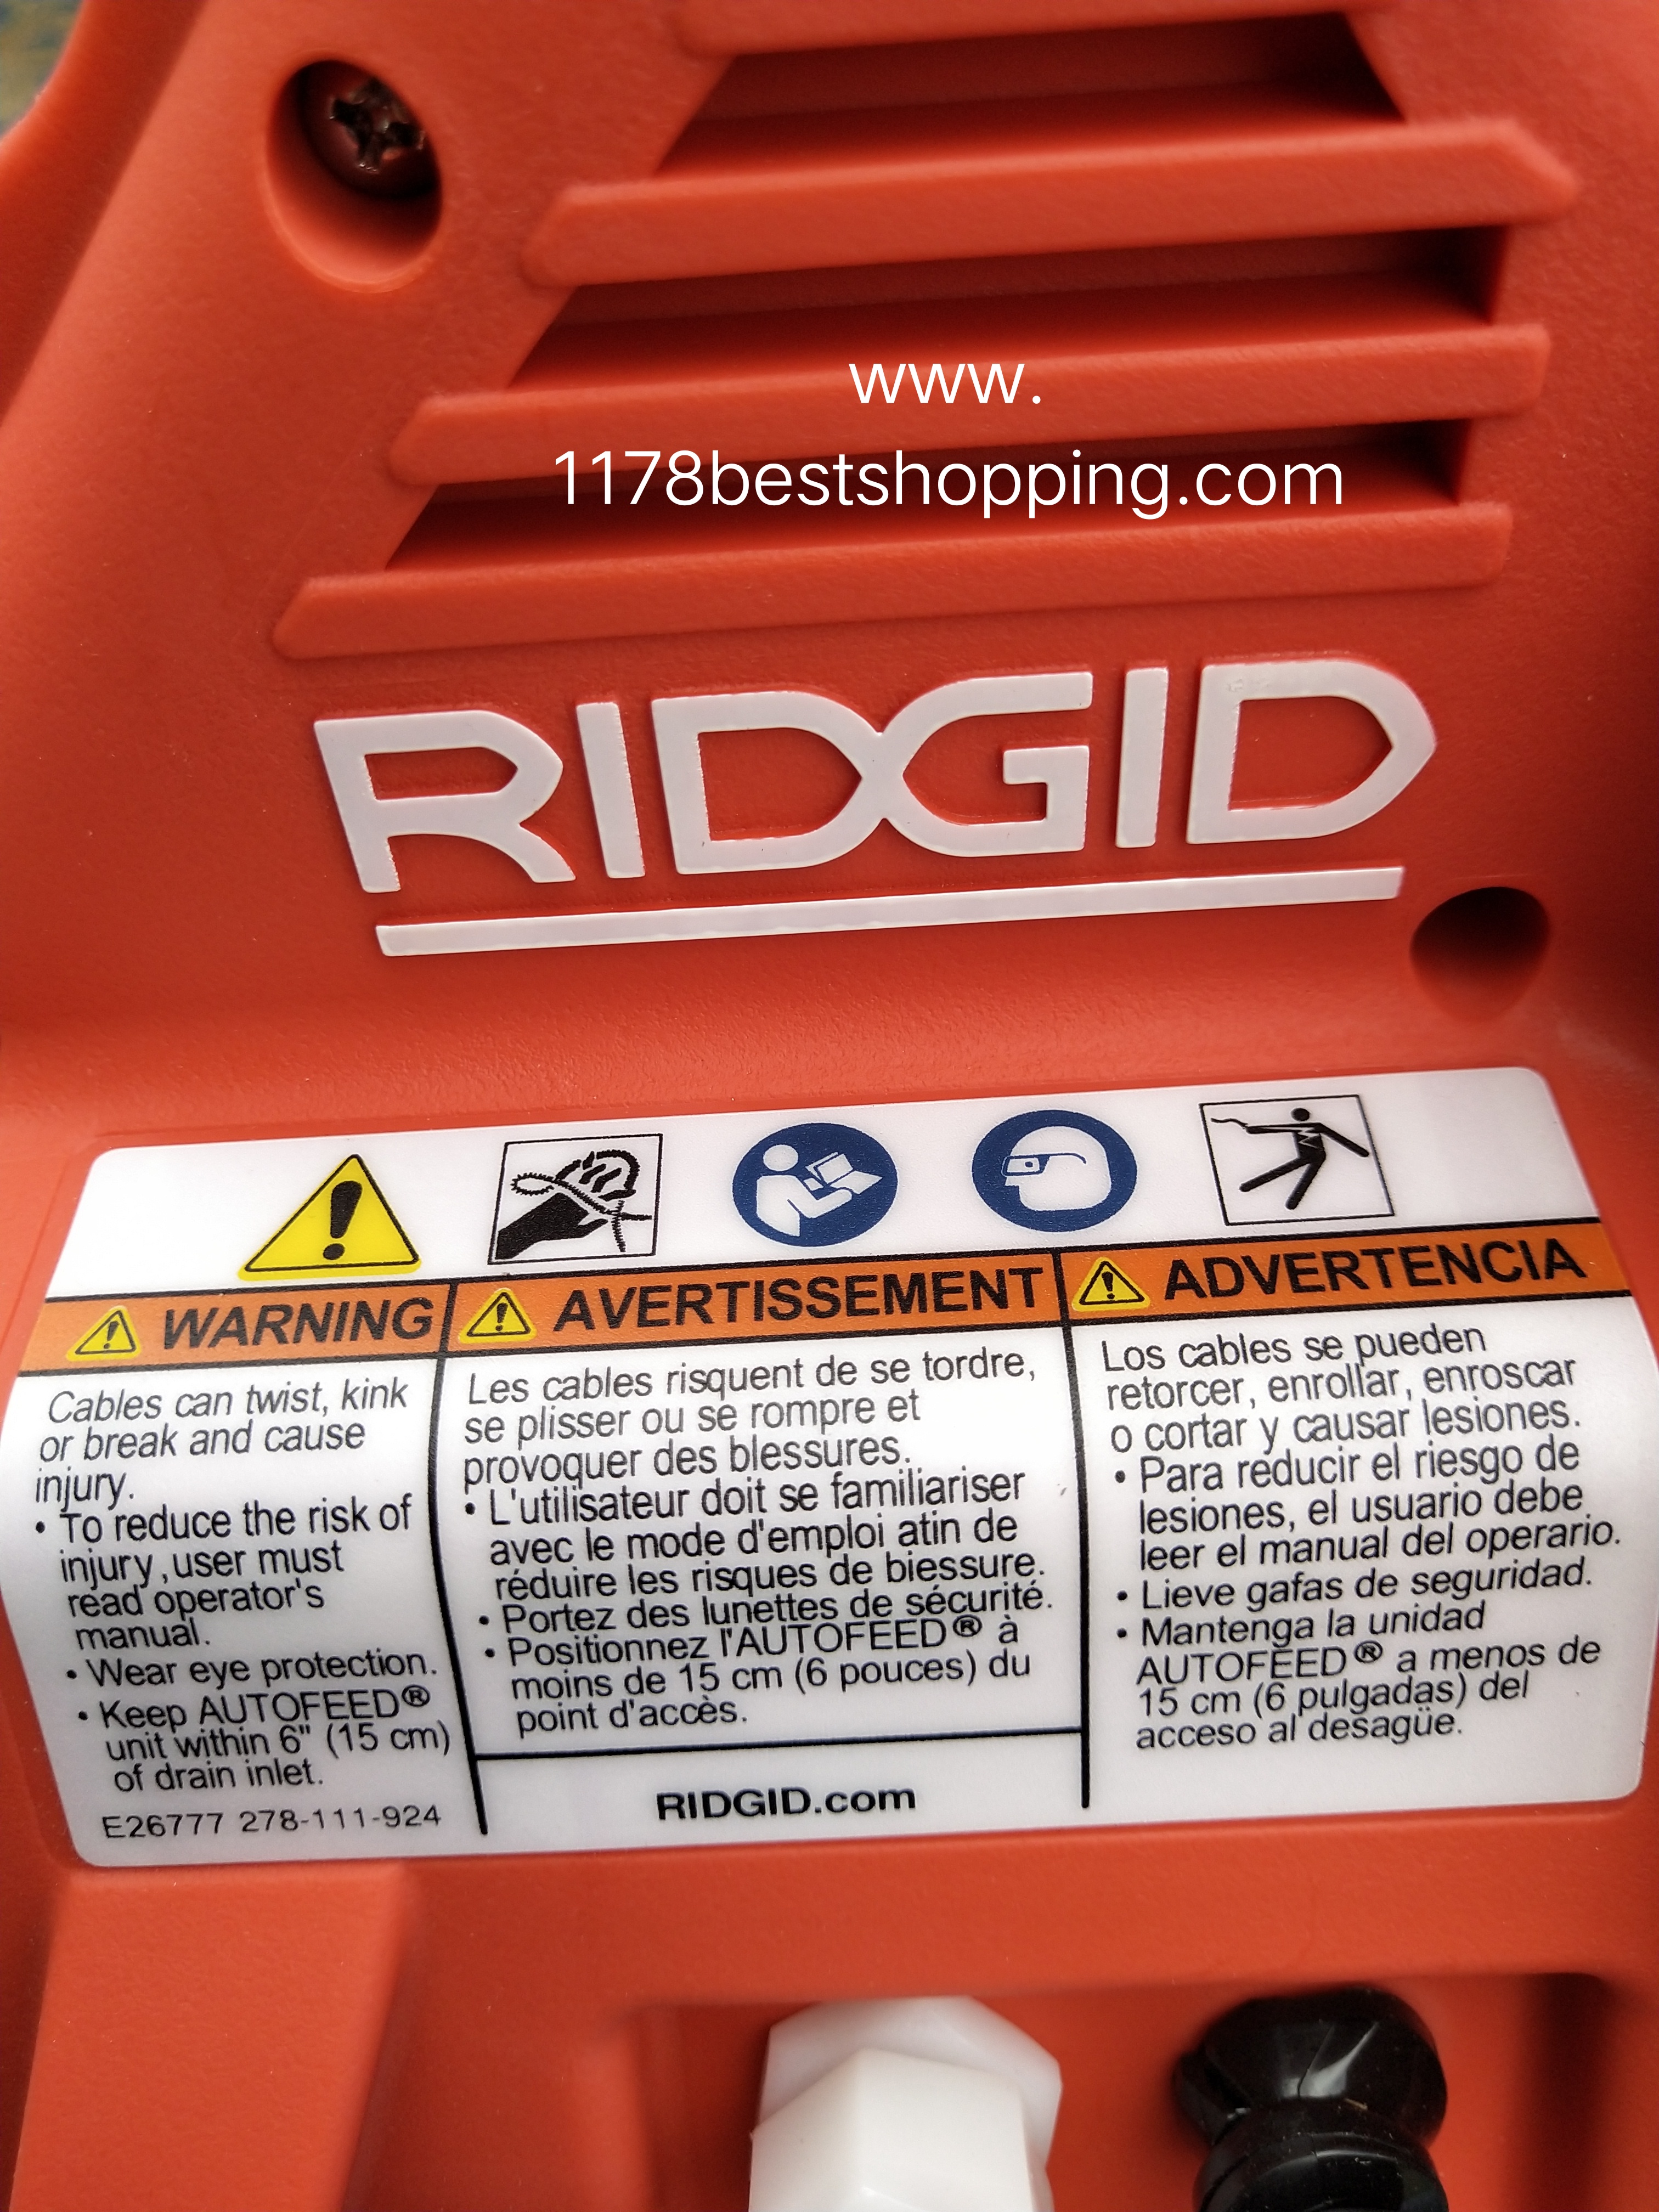 www.
1178bestshopping.com
RIDGID
WARNING
Cables can twist, kink
or break and cause
injury.
• To reduce the risk of
injury,user must
read operator's
manual.
• Wear eye protection.
• Keep AUTOFEED®
unit within 6" (15 cm)
of drain inlet.
E26777 278-111-924
AVERTISSEMENT
Les cables risquent de se tordre,
se plisser ou se rompre et
provoquer des blessures.
• L'utilisateur doit se familiariser
avec le mode d'emploi atin de
réduire les risques de biessure.
• Portez des lunettes de sécurité.
• Positionnez l'AUTOFEED® à
moins de 15 cm (6 pouces) du
point d'accès.
RIDGID.com
ADVERTENCIA
Los cables se pueden
retorcer, enrollar, enroscar
o cortar y causar lesiones.
• Para reducir el riesgo de
lesiones, el usuario debe
leer el manual del operario.
• Lieve gafas de seguridad.
• Mantenga la unidad
AUTOFEED® a menos de
15 cm (6 pulgadas) del
acceso al desagüe.